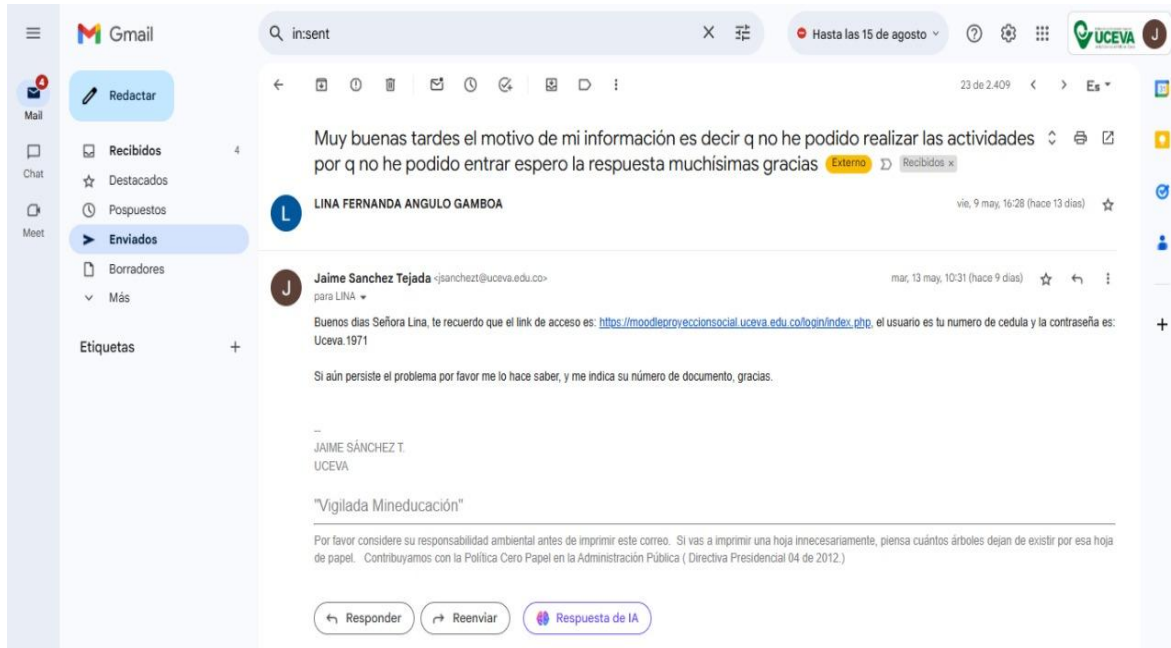 Gmail
in:sent
Hasta las 15 de agosto
UCEVA
J
4
Mail
Redactar
23 de 2.409
Es
Chat
Meet
Recibidos 4
Destacados
Pospuestos
Enviados
Borradores
Más
Etiquetas
Muy buenas tardes el motivo de mi información es decir q no he podido realizar las actividades
por q no he podido entrar espero la respuesta muchísimas gracias Externo Recibidos x
L
LINA FERNANDA ANGULO GAMBOA
vie, 9 may, 16:28 (hace 13 días)
J
Jaime Sanchez Tejada <jsanchezt@uceva.edu.co>
mar, 13 may, 10:31 (hace 9 días)
para LINA
Buenos dias Señora Lina, te recuerdo que el link de acceso es: https://moodleproyeccionsocial.uceva.edu.co/login/index.php, el usuario es tu numero de cedula y la contraseña es:
Uceva.1971
Si aún persiste el problema por favor me lo hace saber, y me indica su número de documento, gracias.
--
JAIME SÁNCHEZ T.
UCEVA
"Vigilada Mineducación"
Por favor considere su responsabilidad ambiental antes de imprimir este correo. Si vas a imprimir una hoja innecesariamente, piensa cuántos árboles dejan de existir por esa hoja
de papel. Contribuyamos con la Política Cero Papel en la Administración Pública ( Directiva Presidencial 04 de 2012.)
Responder
Reenviar
Respuesta de IA